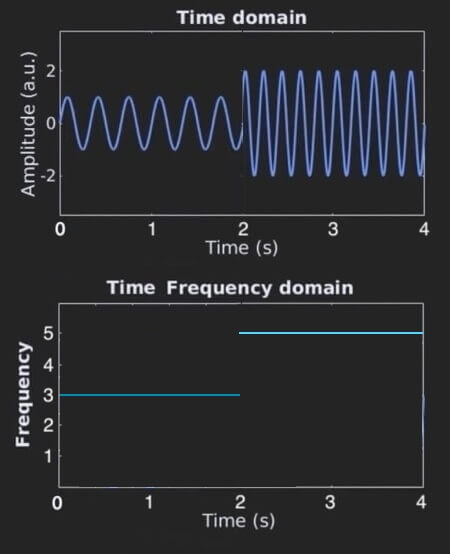 Time domain
Amplitude (a.u.)
2
0
-2
0 1 2 3 4
Time (s)
Time Frequency domain
Frequency
5
4
3
2
1
0 1 2 3 4
Time (s)